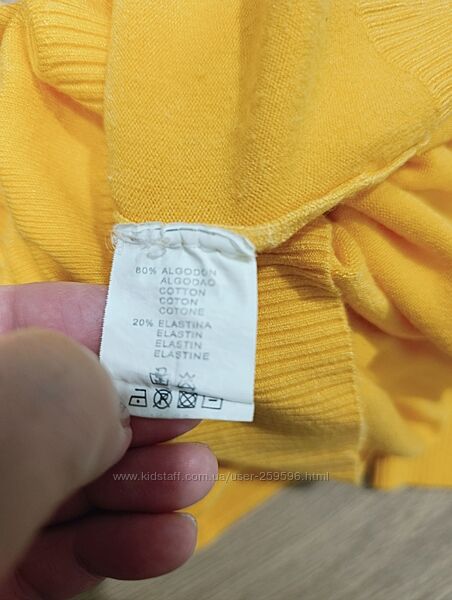 80% ALGODON
ALGODAO
COTTON
COTON
COTONE
20% ELASTINA
ELASTIN
ELASTIN
ELASTINE
www.kidstaff.com.ua/user-259596.html